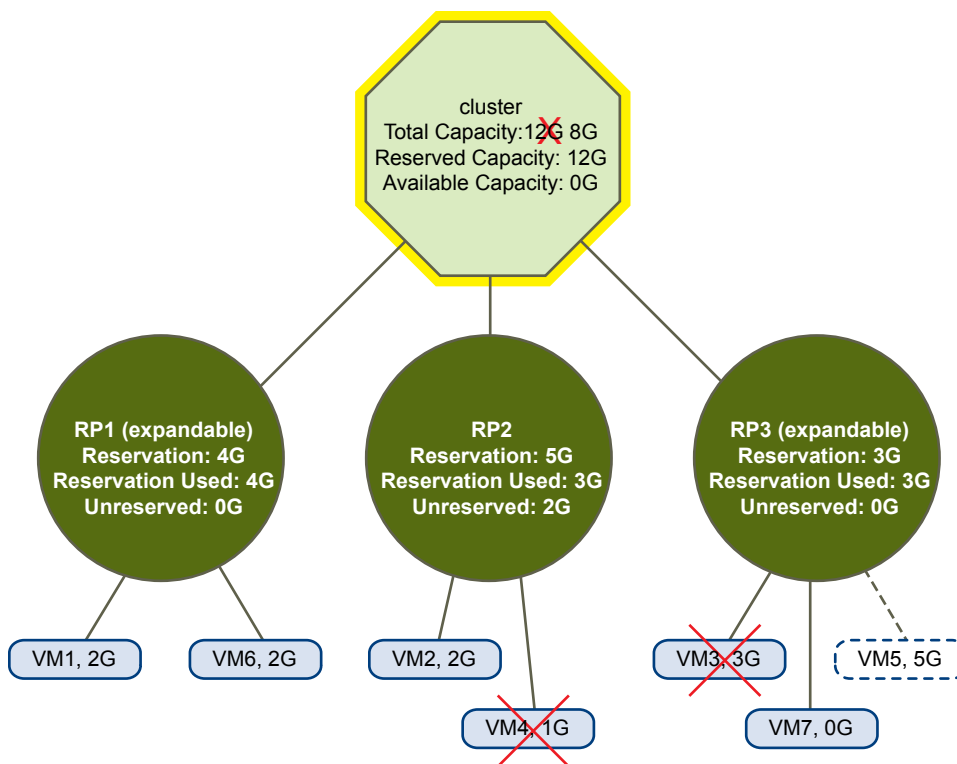 cluster
Total Capacity:12G 8G
Reserved Capacity: 12G
Available Capacity: 0G
RP1 (expandable)
Reservation: 4G
Reservation Used: 4G
Unreserved: 0G
RP2
Reservation: 5G
Reservation Used: 3G
Unreserved: 2G
RP3 (expandable)
Reservation: 3G
Reservation Used: 3G
Unreserved: 0G
VM1, 2G
VM6, 2G
VM2, 2G
VM3, 3G
VM5, 5G
VM4, 1G
VM7, 0G